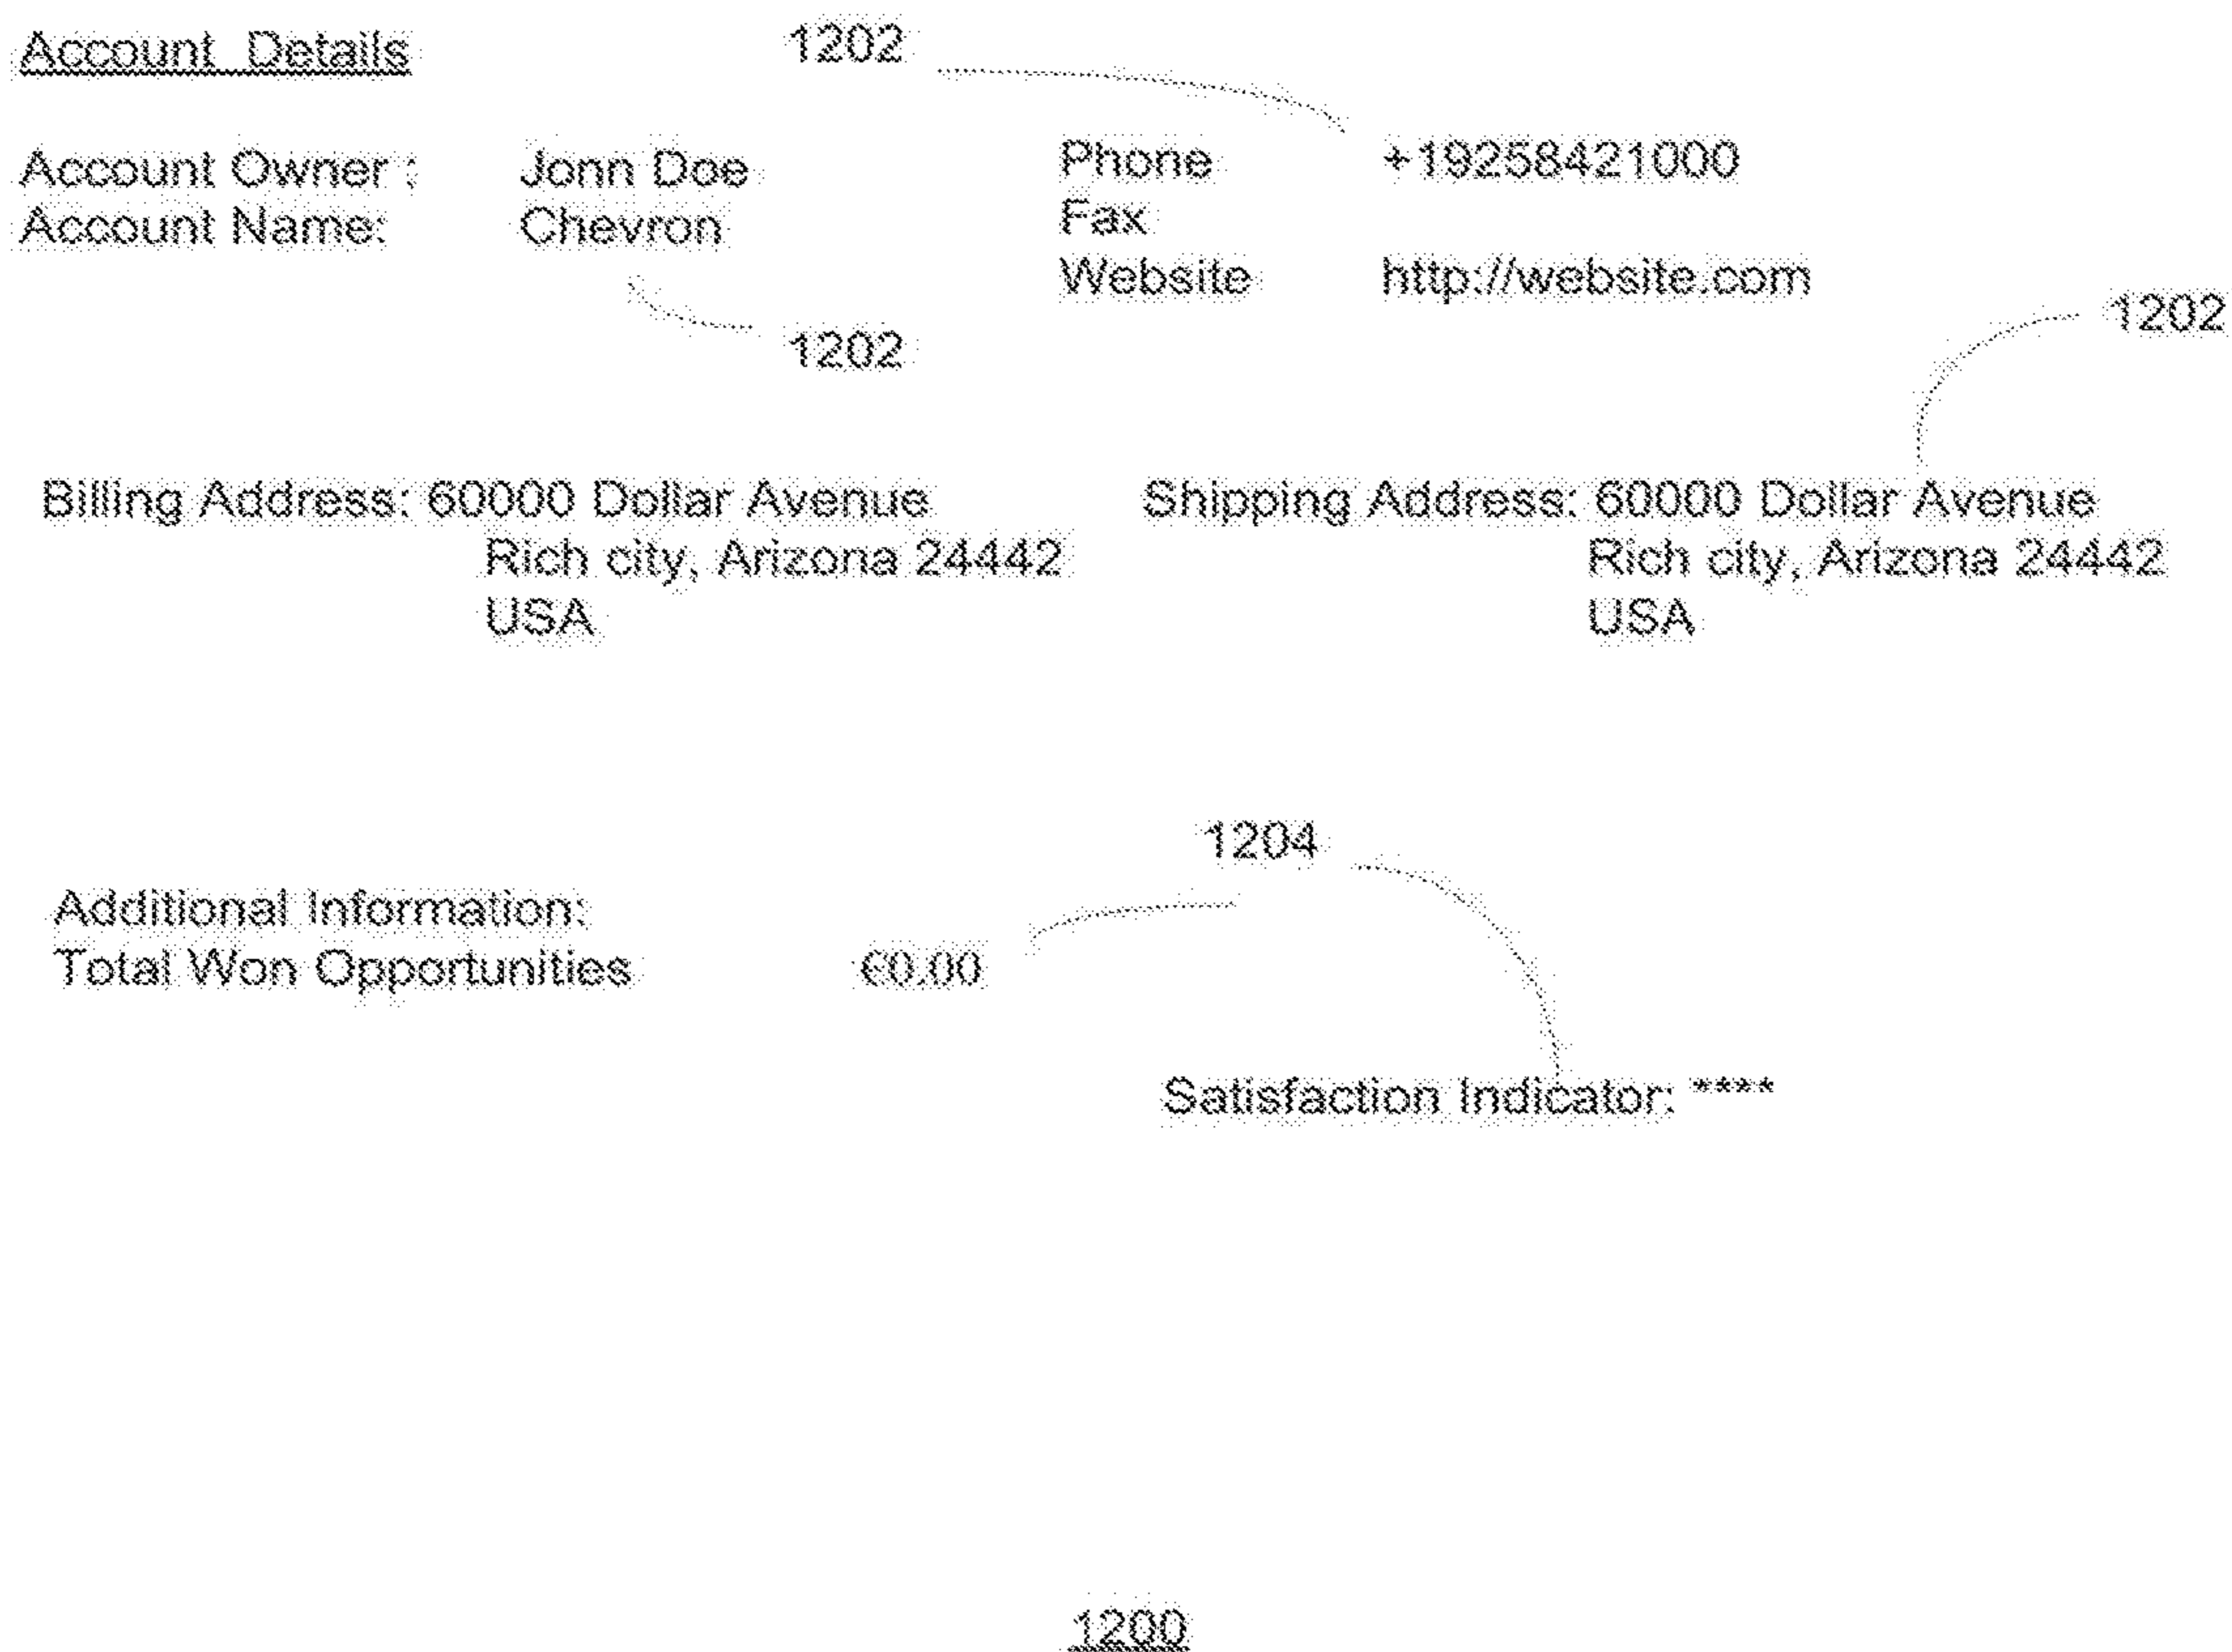 Account Details
1202
Account Owner : Jonn Doe
Account Name: Chevron
Phone +19258421000
Fax
Website http://website.com
1202
1202
Billing Address: 60000 Dollar Avenue
Rich city, Arizona 24442
USA
Shipping Address: 60000 Dollar Avenue
Rich city, Arizona 24442
USA
1204
Additional Information:
Total Won Opportunities €0.00
Satisfaction Indicator: ****
1200